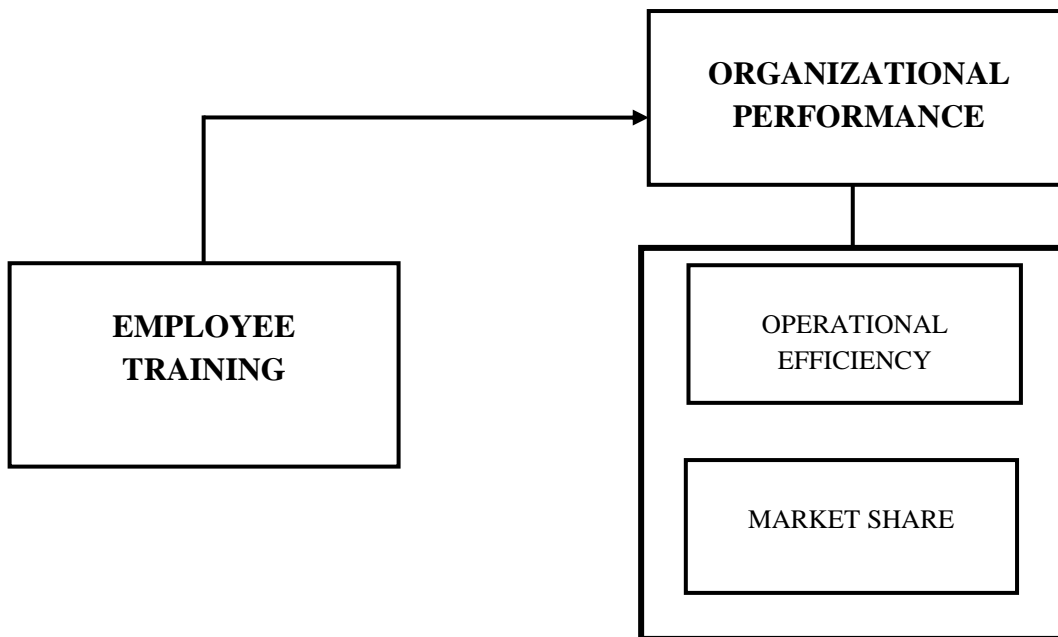 ORGANIZATIONAL
PERFORMANCE
EMPLOYEE
TRAINING
OPERATIONAL
EFFICIENCY
MARKET SHARE